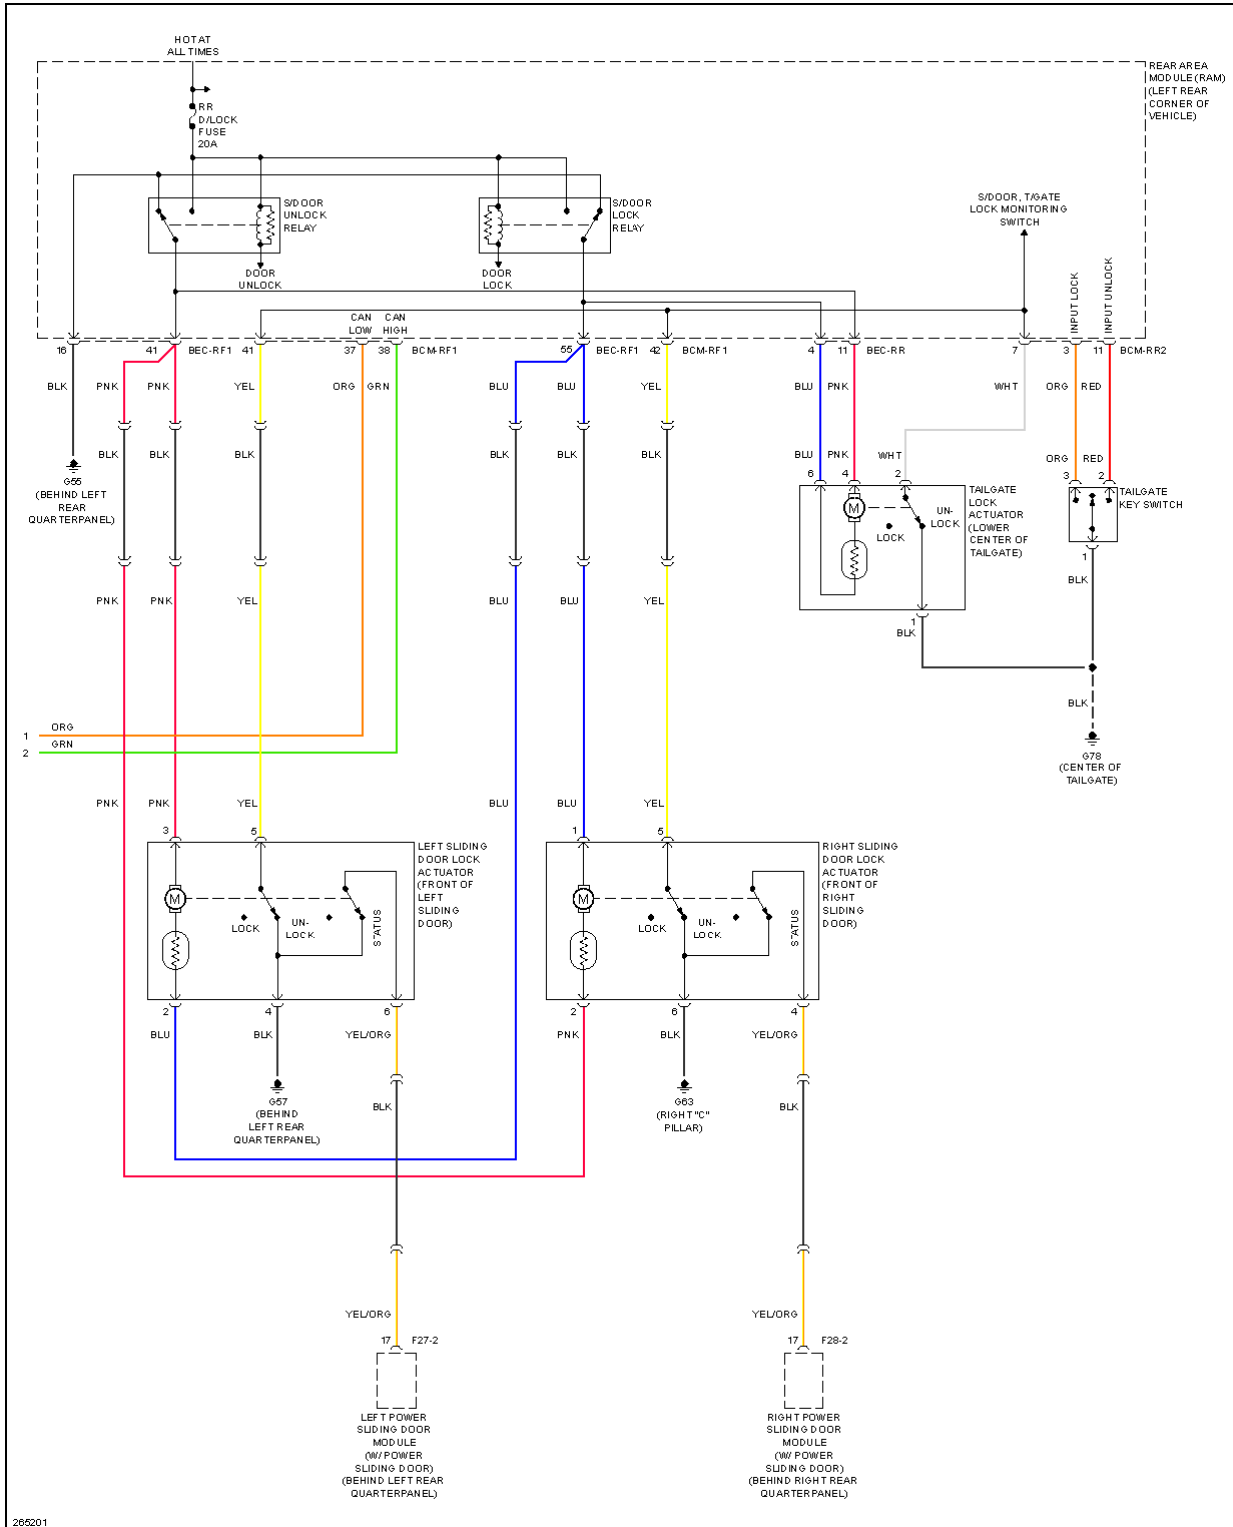 HOT AT
ALL TIMES
REAR AREA
MODULE (RAM)
(LEFT REAR
CORNER OF
VEHICLE)
RR
D/LOCK
FUSE
20A
S/DOOR
UNLOCK
RELAY
S/DOOR
LOCK
RELAY
S/DOOR, T/GATE
LOCK MONITORING
SWITCH
DOOR
UNLOCK
DOOR
LOCK
CAN
LOW
CAN
HIGH
INPUT LOCK
INPUT UNLOCK
16 41 BEC-RF1 41 37 38 BCM-RF1 55 BEC-RF1 42 BCM-RF1 4 11 BEC-RR 7 3 11 BCM-RR2
BLK PNK PNK YEL ORG GRN BLU BLU YEL BLU PNK WHT ORG RED
BLK BLK BLK BLK BLK BLU PNK WHT ORG RED
6 4 2 3 2
G55
(BEHIND LEFT
REAR
QUARTERPANEL)
M
LOCK
UN-
LOCK
TAILGATE
LOCK
ACTUATOR
(LOWER
CENTER OF
TAILGATE)
TAILGATE
KEY SWITCH
1
BLK
1
BLK
PNK PNK YEL BLU BLU YEL
BLK
G78
(CENTER OF
TAILGATE)
1 ORG
2 GRN
PNK PNK YEL BLU BLU YEL
3 5 1 5
LEFT SLIDING
DOOR LOCK
ACTUATOR
(FRONT OF
LEFT
SLIDING
DOOR)
M
LOCK
UN-
LOCK
STATUS
RIGHT SLIDING
DOOR LOCK
ACTUATOR
(FRONT OF
RIGHT
SLIDING
DOOR)
M
LOCK
UN-
LOCK
STATUS
2 4 6 2 6 4
BLU BLK YEL/ORG PNK BLK YEL/ORG
G57
(BEHIND
LEFT REAR
QUARTERPANEL)
BLK
G63
(RIGHT "C"
PILLAR)
BLK
YEL/ORG YEL/ORG
17 F27-2 17 F28-2
LEFT POWER
SLIDING DOOR
MODULE
(W/ POWER
SLIDING DOOR)
(BEHIND LEFT REAR
QUARTERPANEL)
RIGHT POWER
SLIDING DOOR
MODULE
(W/ POWER
SLIDING DOOR)
(BEHIND RIGHT REAR
QUARTERPANEL)
265201